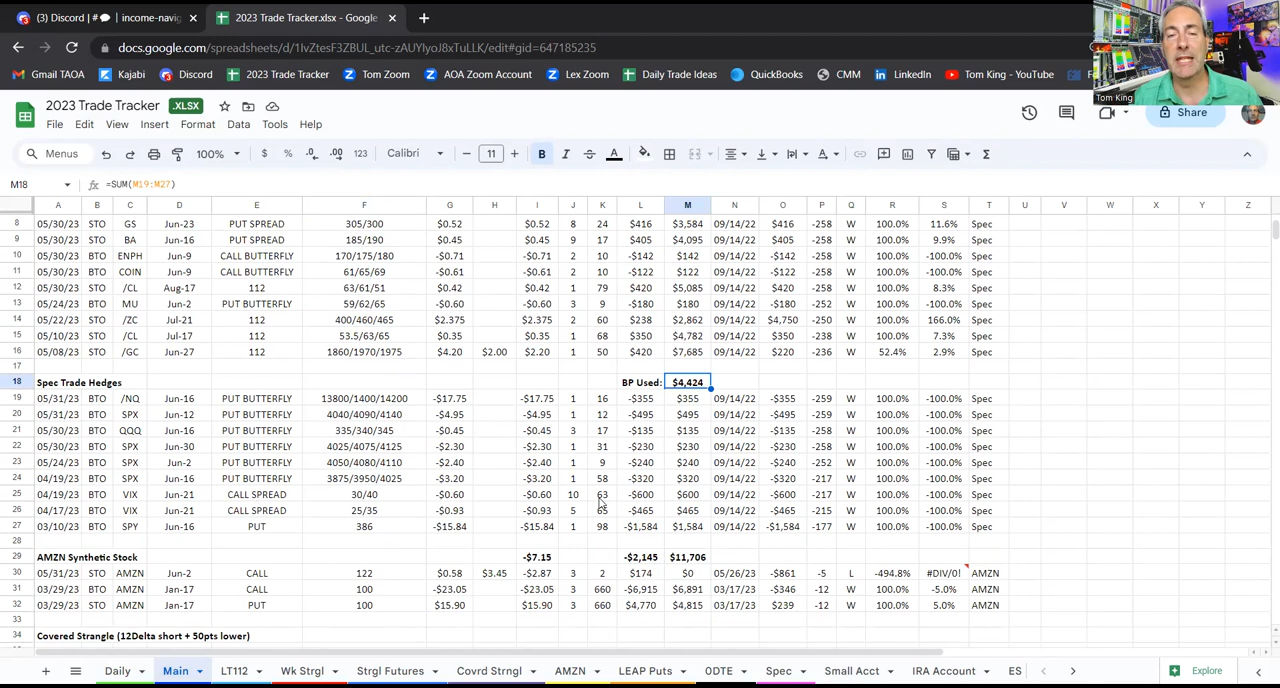 (3) Discord | # | income-navig
2023 Trade Tracker.xlsx - Google
docs.google.com/spreadsheets/d/1IvZtesF3ZBUL_utc-zAUYIyoJ8xTuLLK/edit#gid=647185235
Gmail TAOA Kajabi Discord 2023 Trade Tracker Tom Zoom AOA Zoom Account Lex Zoom Daily Trade Ideas QuickBooks CMM LinkedIn Tom King - YouTube
Tom King
2023 Trade Tracker .XLSX
Share
File Edit View Insert Format Data Tools Help
Menus 100% $ % .0 .00 123 Calibri - 11 + B I S A
M18 fx =SUM(M19:M27)
A B C D E F G H I J K L M N O P Q R S T U V W X Y Z
8 05/30/23 STO GS Jun-23 PUT SPREAD 305/300 $0.52 $0.52 8 24 $416 $3,584 09/14/22 $416 -258 W 100.0% 11.6% Spec
9 05/30/23 STO BA Jun-16 PUT SPREAD 185/190 $0.45 $0.45 9 17 $405 $4,095 09/14/22 $405 -258 W 100.0% 9.9% Spec
10 05/30/23 BTO ENPH Jun-9 CALL BUTTERFLY 170/175/180 -$0.71 -$0.71 2 10 -$142 $142 09/14/22 -$142 -258 W 100.0% -100.0% Spec
11 05/30/23 BTO COIN Jun-9 CALL BUTTERFLY 61/65/69 -$0.61 -$0.61 2 10 -$122 $122 09/14/22 -$122 -258 W 100.0% -100.0% Spec
12 05/30/23 STO /CL Aug-17 112 63/61/51 $0.42 $0.42 1 79 $420 $5,085 09/14/22 $420 -258 W 100.0% 8.3% Spec
13 05/24/23 BTO MU Jun-2 PUT BUTTERFLY 59/62/65 -$0.60 -$0.60 3 9 -$180 $180 09/14/22 -$180 -252 W 100.0% -100.0% Spec
14 05/22/23 STO /ZC Jul-21 112 400/460/465 $2.375 $2.375 2 60 $238 $2,862 09/14/22 $4,750 -250 W 100.0% 166.0% Spec
15 05/10/23 STO /CL Jul-17 112 53.5/63/65 $0.35 $0.35 1 68 $350 $4,782 09/14/22 $350 -238 W 100.0% 7.3% Spec
16 05/08/23 STO /GC Jun-27 112 1860/1970/1975 $4.20 $2.00 $2.20 1 50 $420 $7,685 09/14/22 $220 -236 W 52.4% 2.9% Spec
17
18 Spec Trade Hedges BP Used: $4,424
19 05/31/23 BTO /NQ Jun-16 PUT BUTTERFLY 13800/1400/14200 -$17.75 -$17.75 1 16 -$355 $355 09/14/22 -$355 -259 W 100.0% -100.0% Spec
20 05/31/23 BTO SPX Jun-12 PUT BUTTERFLY 4040/4090/4140 -$4.95 -$4.95 1 12 -$495 $495 09/14/22 -$495 -259 W 100.0% -100.0% Spec
21 05/30/23 BTO QQQ Jun-16 PUT BUTTERFLY 335/340/345 -$0.45 -$0.45 3 17 -$135 $135 09/14/22 -$135 -258 W 100.0% -100.0% Spec
22 05/30/23 BTO SPX Jun-30 PUT BUTTERFLY 4025/4075/4125 -$2.30 -$2.30 1 31 -$230 $230 09/14/22 -$230 -258 W 100.0% -100.0% Spec
23 05/24/23 BTO SPX Jun-2 PUT BUTTERFLY 4050/4080/4110 -$2.40 -$2.40 1 9 -$240 $240 09/14/22 -$240 -252 W 100.0% -100.0% Spec
24 04/19/23 BTO SPX Jun-16 PUT BUTTERFLY 3875/3950/4025 -$3.20 -$3.20 1 58 -$320 $320 09/14/22 -$320 -217 W 100.0% -100.0% Spec
25 04/19/23 BTO VIX Jun-21 CALL SPREAD 30/40 -$0.60 -$0.60 10 63 -$600 $600 09/14/22 -$600 -217 W 100.0% -100.0% Spec
26 04/17/23 BTO VIX Jun-21 CALL SPREAD 25/35 -$0.93 -$0.93 5 -$465 $465 09/14/22 -$465 -215 W 100.0% -100.0% Spec
27 03/10/23 BTO SPY Jun-16 PUT 386 -$15.84 -$15.84 1 98 -$1,584 $1,584 09/14/22 -$1,584 -177 W 100.0% -100.0% Spec
28
29 AMZN Synthetic Stock -$7.15 -$2,145 $11,706
30 05/31/23 STO AMZN Jun-2 CALL 122 $0.58 $3.45 -$2.87 3 2 $174 $0 05/26/23 -$861 -5 L -494.8% #DIV/0! AMZN
31 03/29/23 BTO AMZN Jan-17 CALL 100 -$23.05 -$23.05 3 660 -$6,915 $6,891 03/17/23 -$346 -12 W 100.0% -5.0% AMZN
32 03/29/23 STO AMZN Jan-17 PUT 100 $15.90 $15.90 3 660 $4,770 $4,815 03/17/23 $239 -12 W 100.0% 5.0% AMZN
33
34 Covered Strangle (12Delta short + 50pts lower)
Daily Main LT112 Wk Strgl Strgl Futures Coverd Strgl AMZN LEAP Puts 0DTE Spec Small Acct IRA Account ES Explore